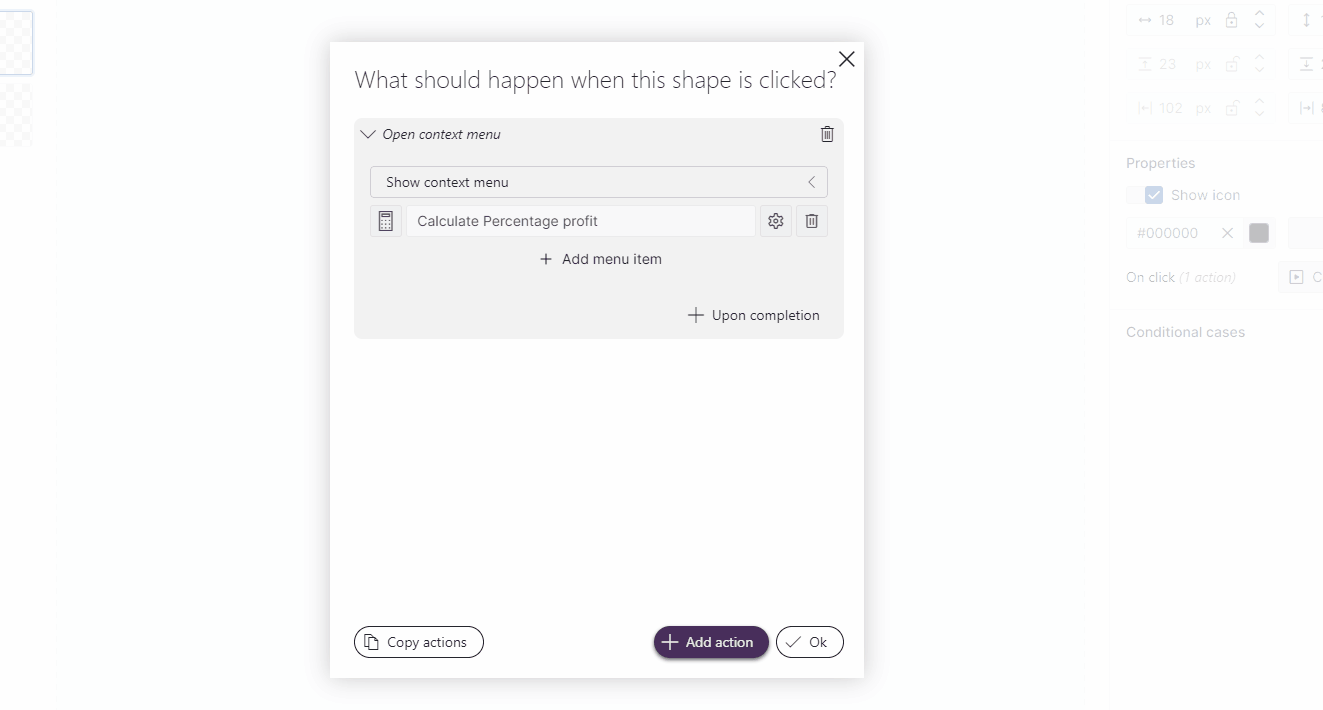 What should happen when this shape is clicked?
Open context menu
Show context menu
Calculate Percentage profit
Add menu item
Upon completion
Copy actions
Add action
Ok
18 px
23 px
102 px
Properties
Show icon
#000000
On click (1 action)
Conditional cases